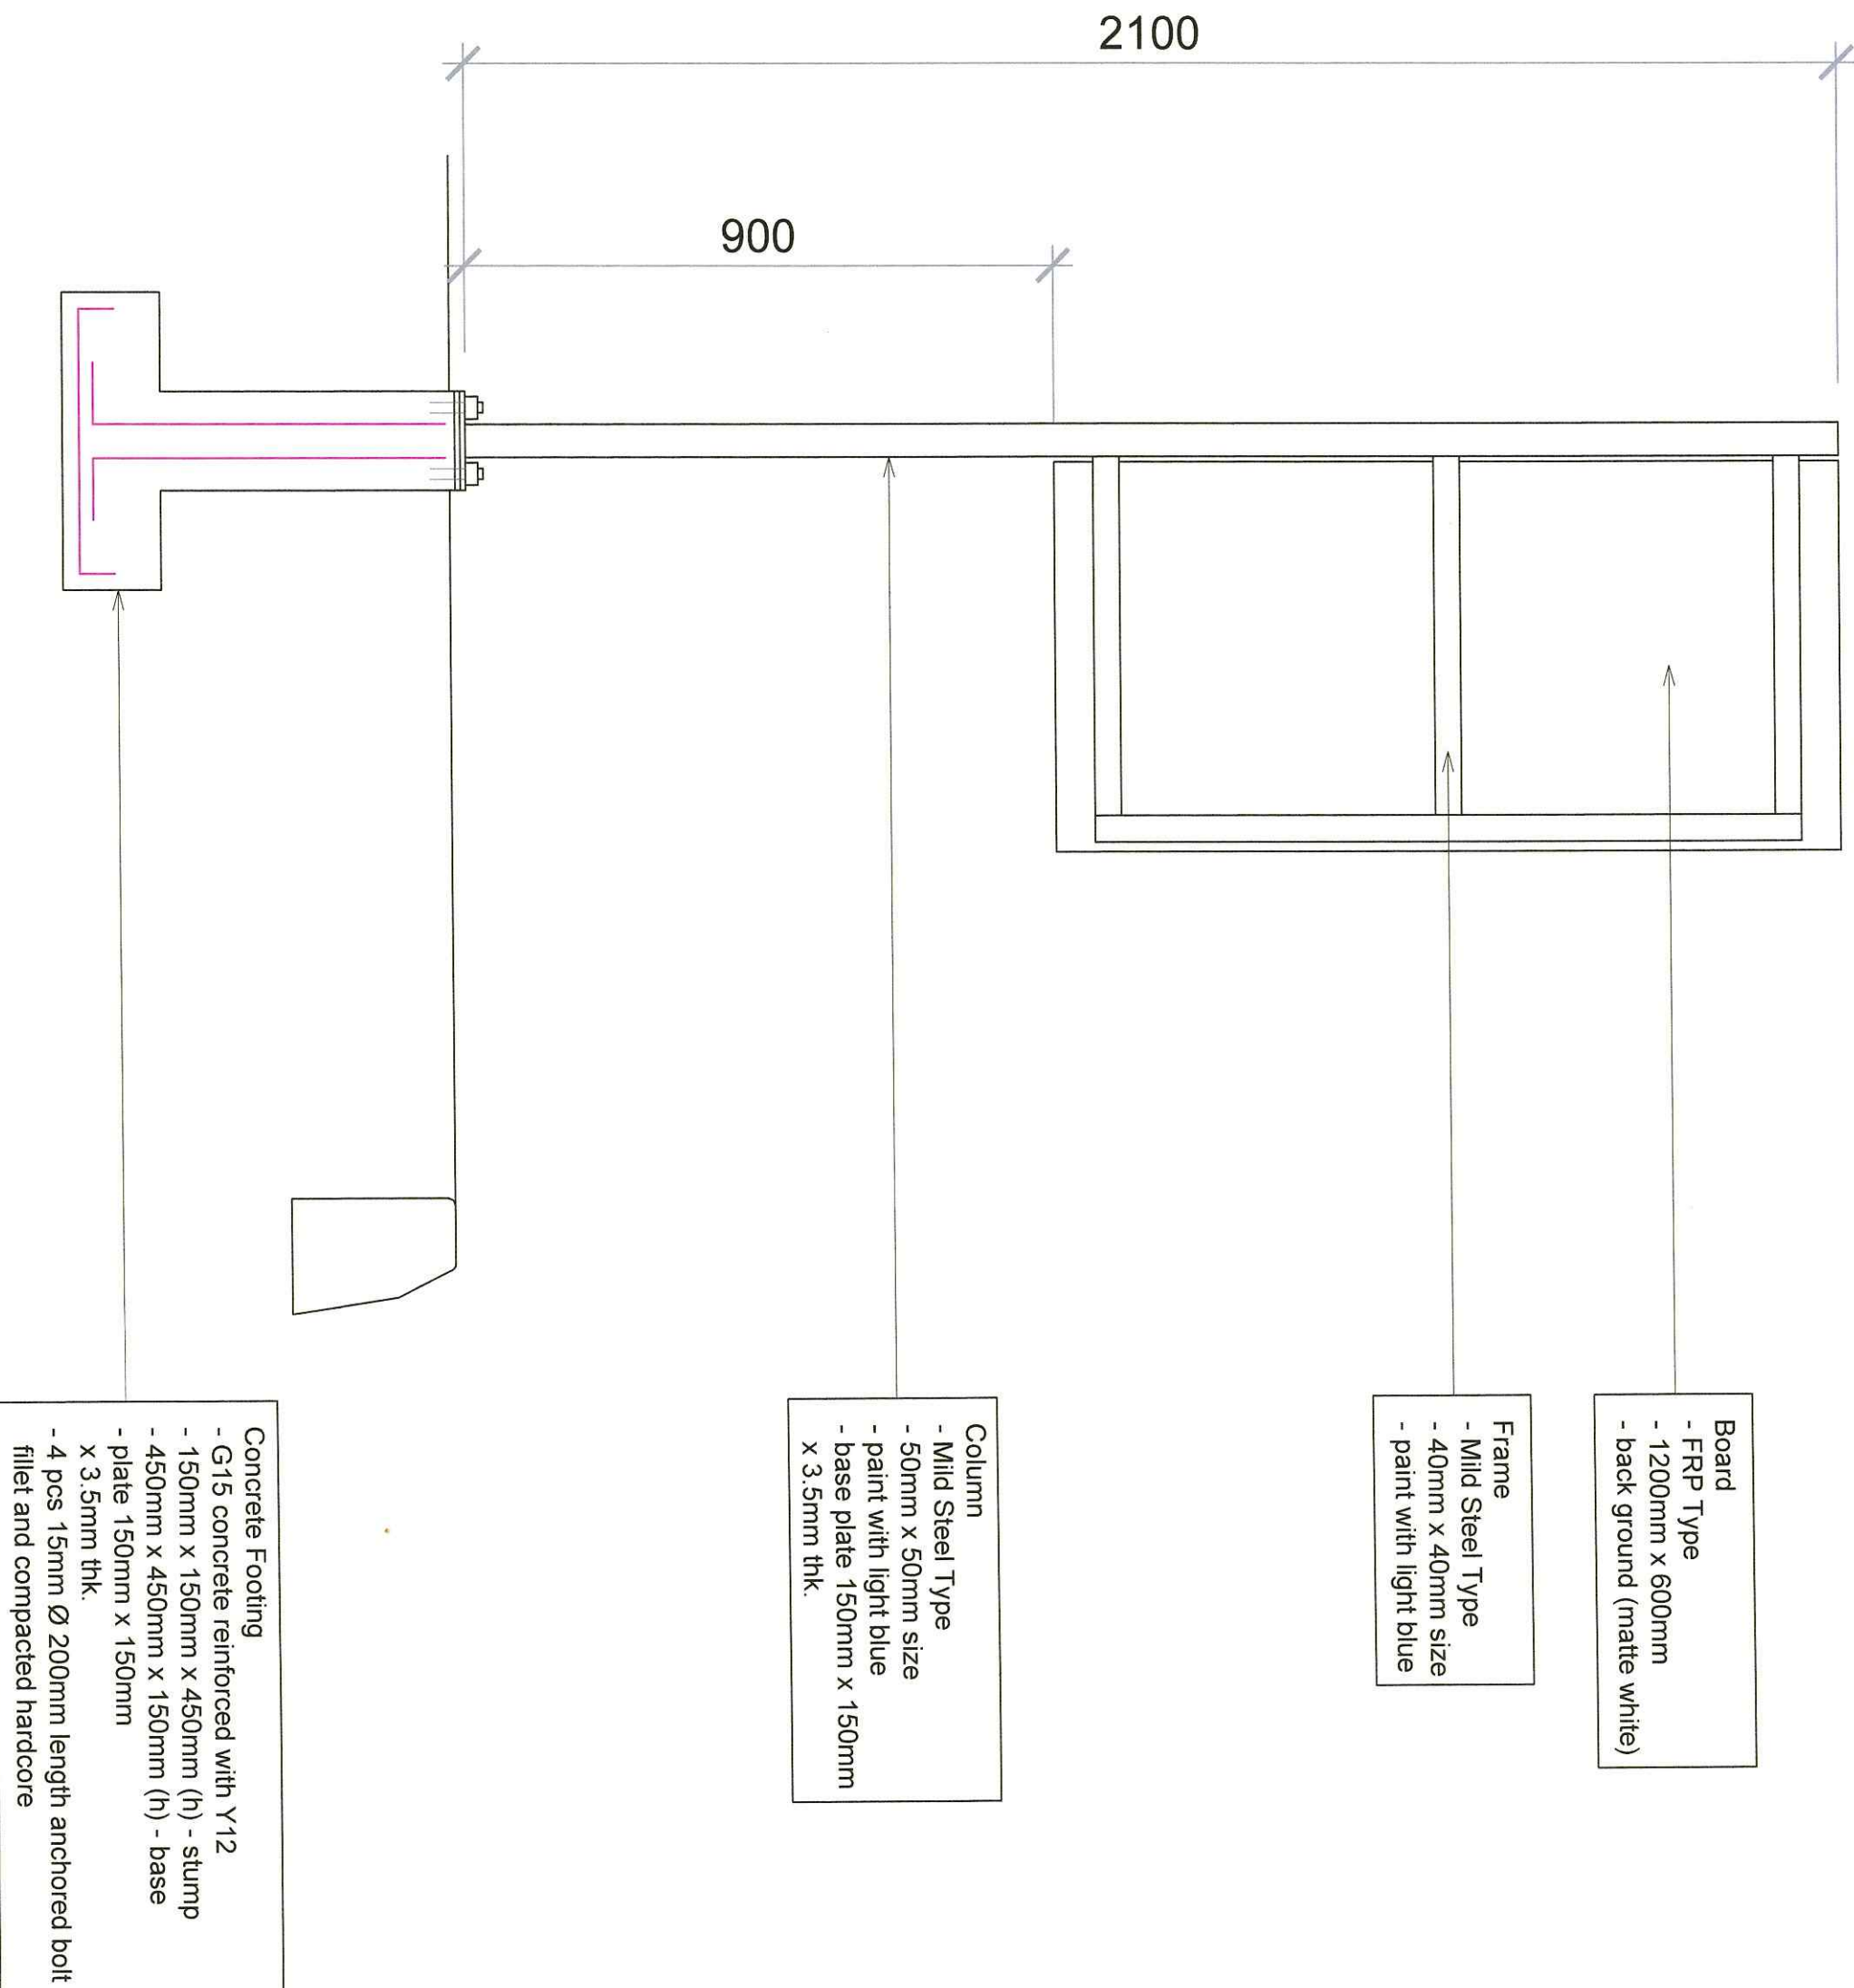 2100
900
Board
- FRP Type
- 1200mm x 600mm
- back ground (matte white)
Frame
- Mild Steel Type
- 40mm x 40mm size
- paint with light blue
Column
- Mild Steel Type
- 50mm x 50mm size
- paint with light blue
- base plate 150mm x 150mm
x 3.5mm thk.
Concrete Footing
- G15 concrete reinforced with Y12
- 150mm x 150mm x 450mm (h) - stump
- 450mm x 450mm x 150mm (h) - base
- plate 150mm x 150mm
x 3.5mm thk.
- 4 pcs 15mm Ø 200mm length anchored bolt
fillet and compacted hardcore